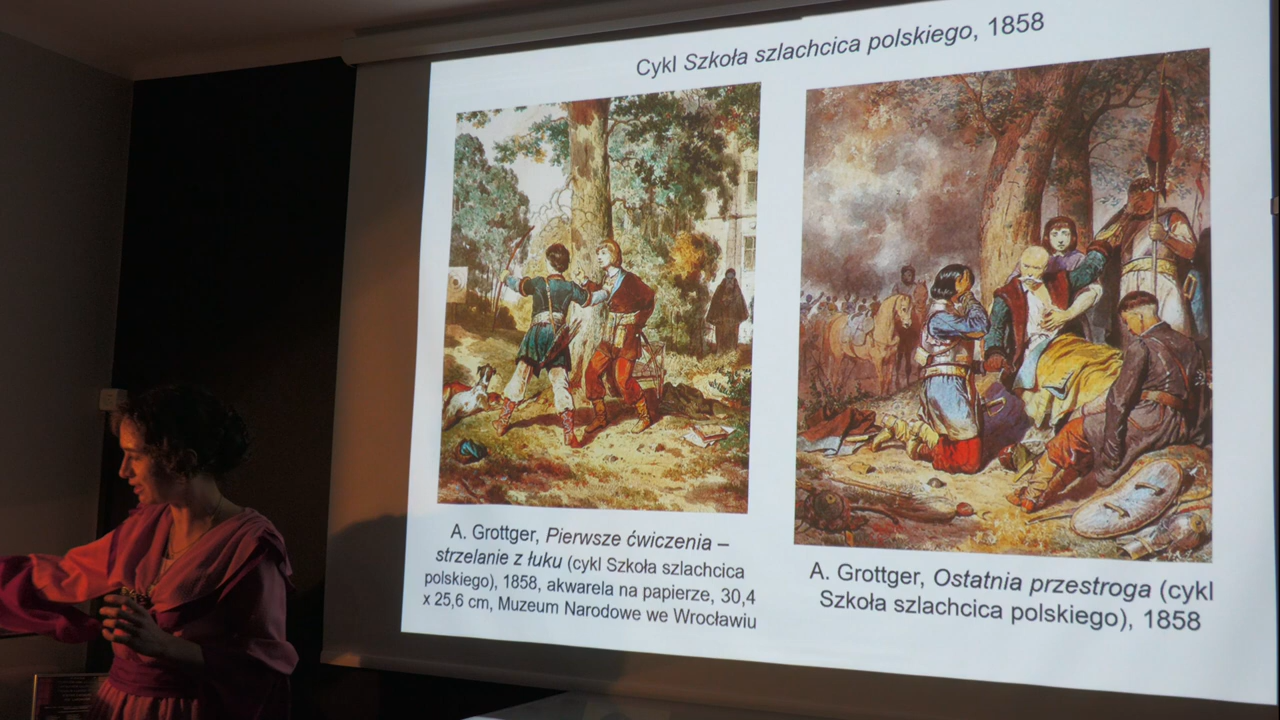 Cykl Szkoła szlachcica polskiego, 1858
A. Grottger, Pierwsze ćwiczenia –
strzelanie z łuku (cykl Szkoła szlachcica
polskiego), 1858, akwarela na papierze, 30,4
x 25,6 cm, Muzeum Narodowe we Wrocławiu
A. Grottger, Ostatnia przestroga (cykl
Szkoła szlachcica polskiego), 1858